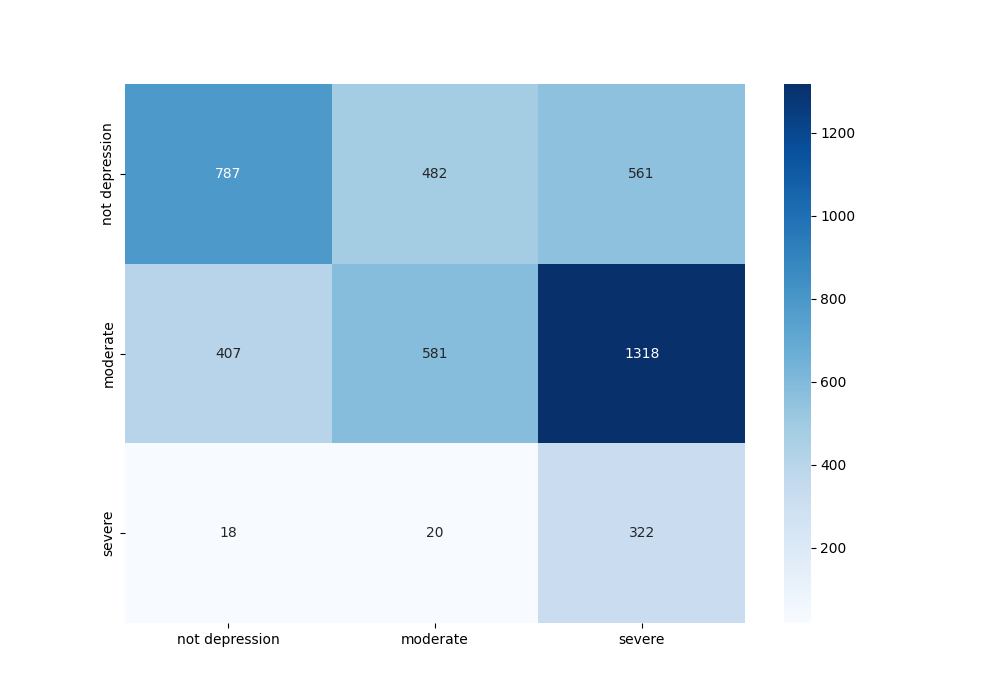 not depression
787
482
561
moderate
407
581
1318
severe
18
20
322
not depression
moderate
severe
1200
1000
800
600
400
200